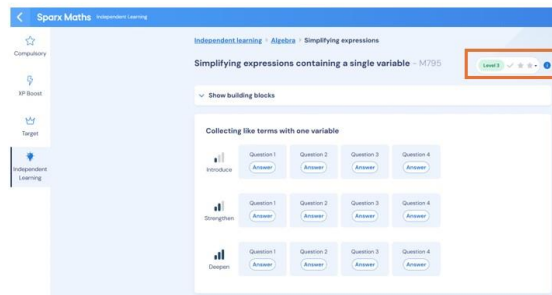 Sparx Maths Independent Learning
Compulsory
XP Boost
Target
Independent Learning
Independent learning > Algebra > Simplifying expressions
Simplifying expressions containing a single variable - M795
Level 3
Show building blocks
Collecting like terms with one variable
Introduce
Question 1 Question 2 Question 3 Question 4
Answer Answer Answer Answer
Strengthen
Question 1 Question 2 Question 3 Question 4
Answer Answer Answer Answer
Deepen
Question 1 Question 2 Question 3 Question 4
Answer Answer Answer Answer